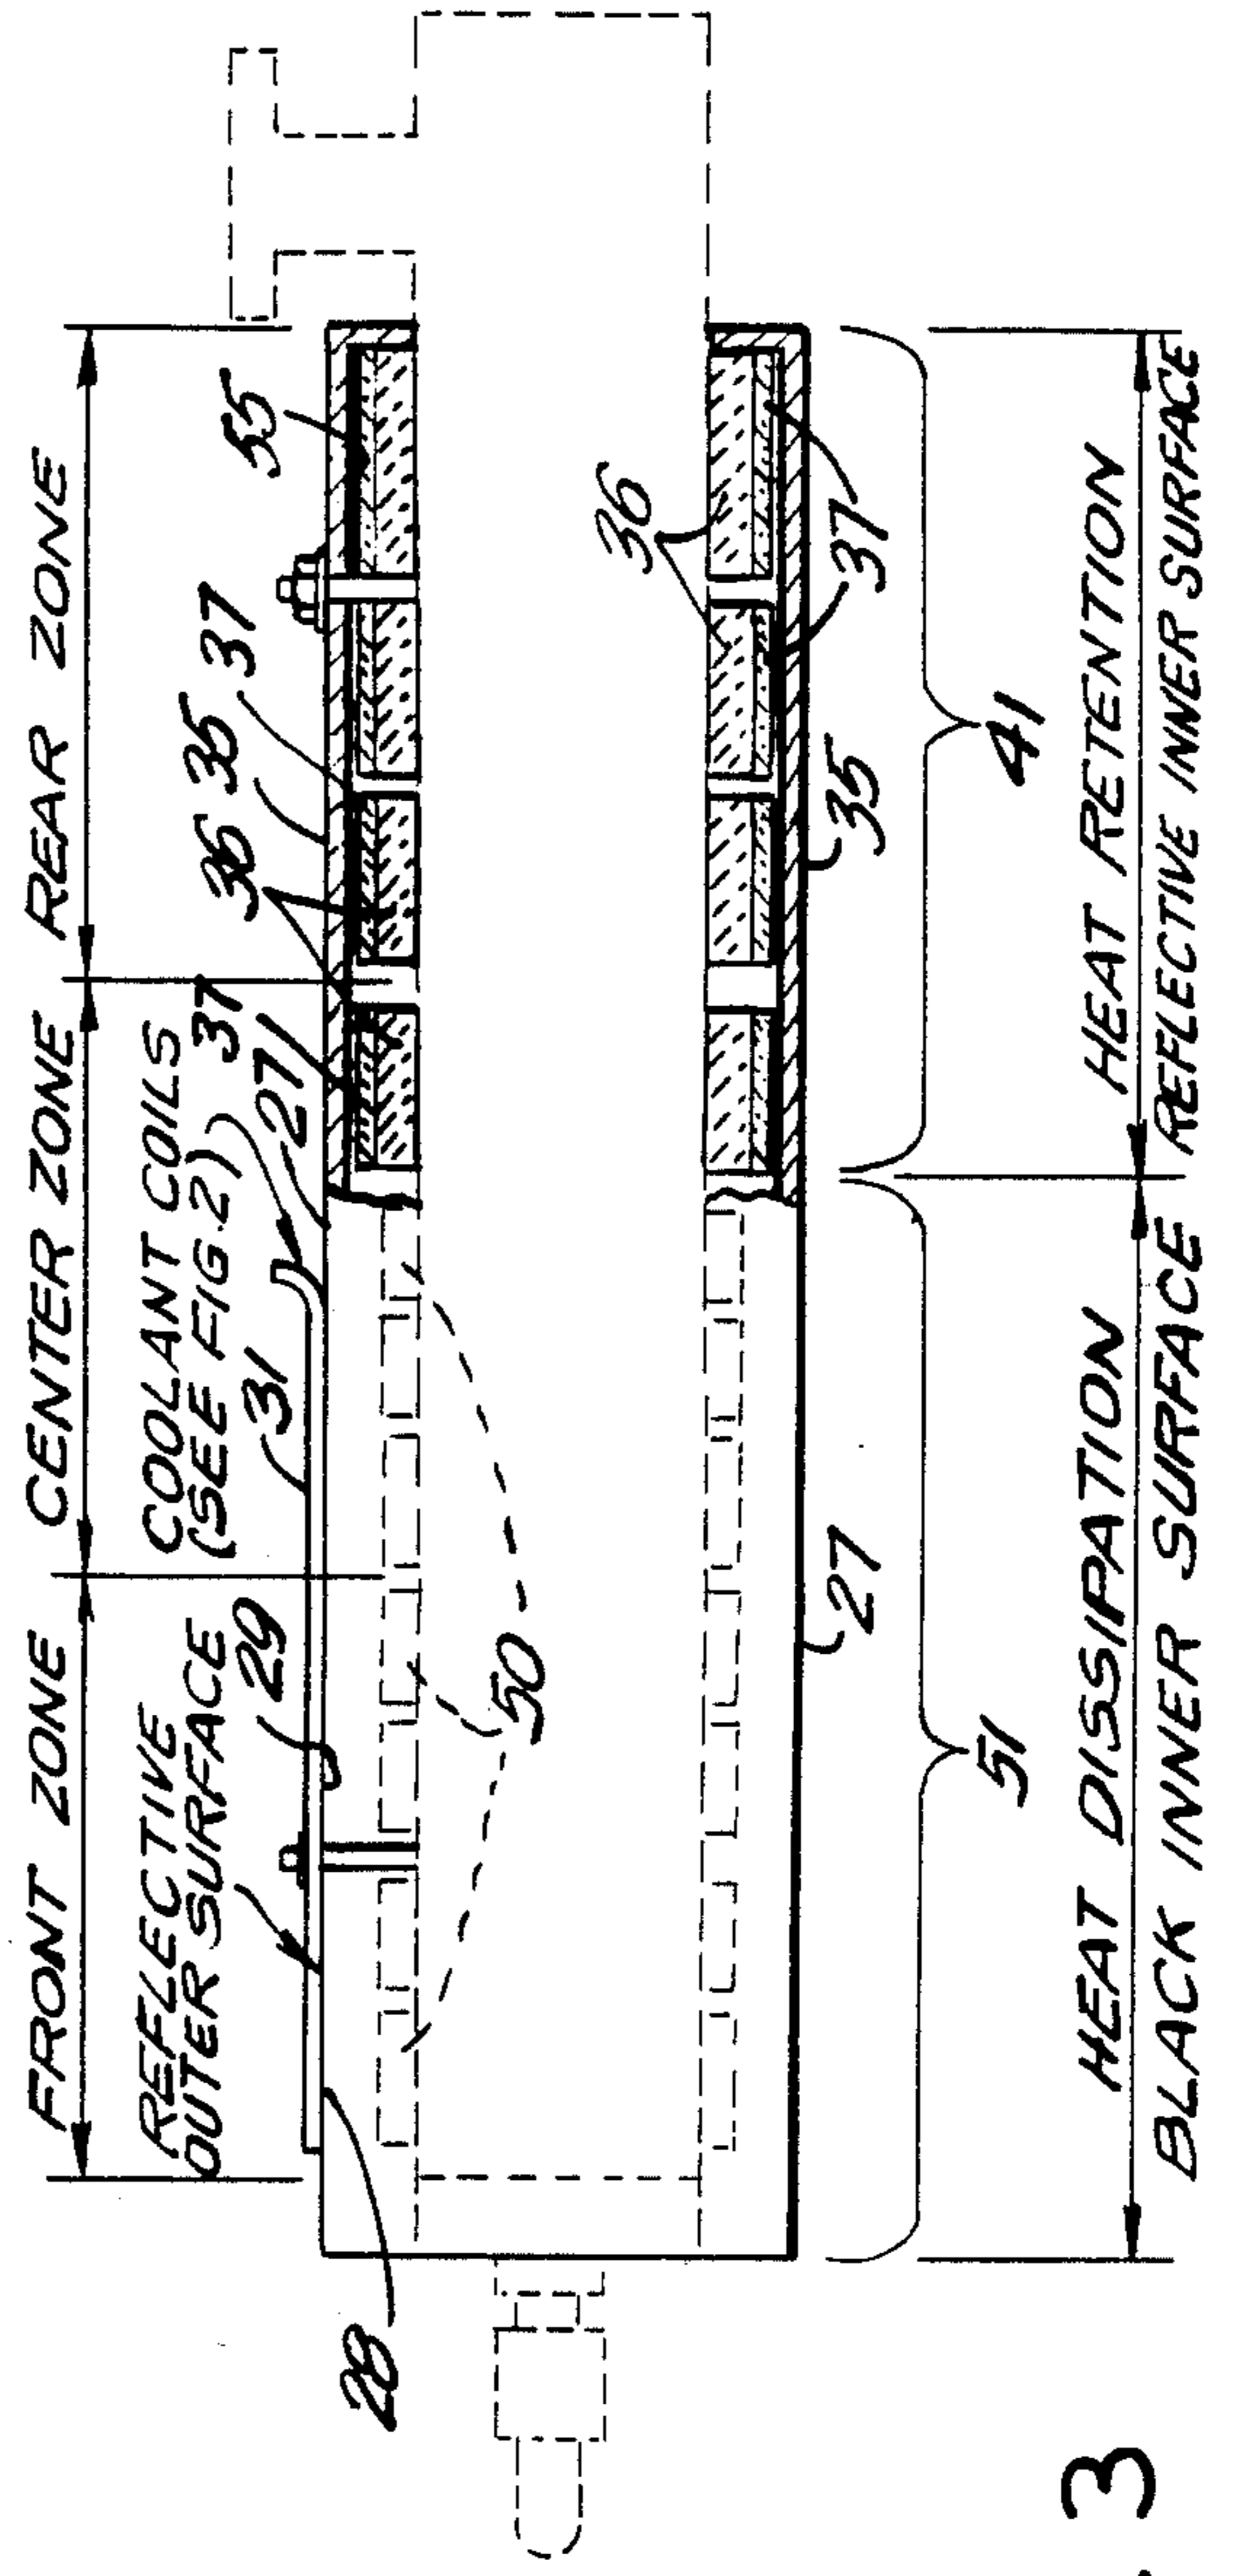 FRONT ZONE
CENTER ZONE
REAR ZONE
REFLECTIVE
OUTER SURFACE
COOLANT COILS
(SEE FIG.2)
29
31
27
37
36
35
37
55
28
50
36
37
27
35
51
41
HEAT DISSIPATION
HEAT RETENTION
BLACK INNER SURFACE
REFLECTIVE INNER SURFACE
. 3